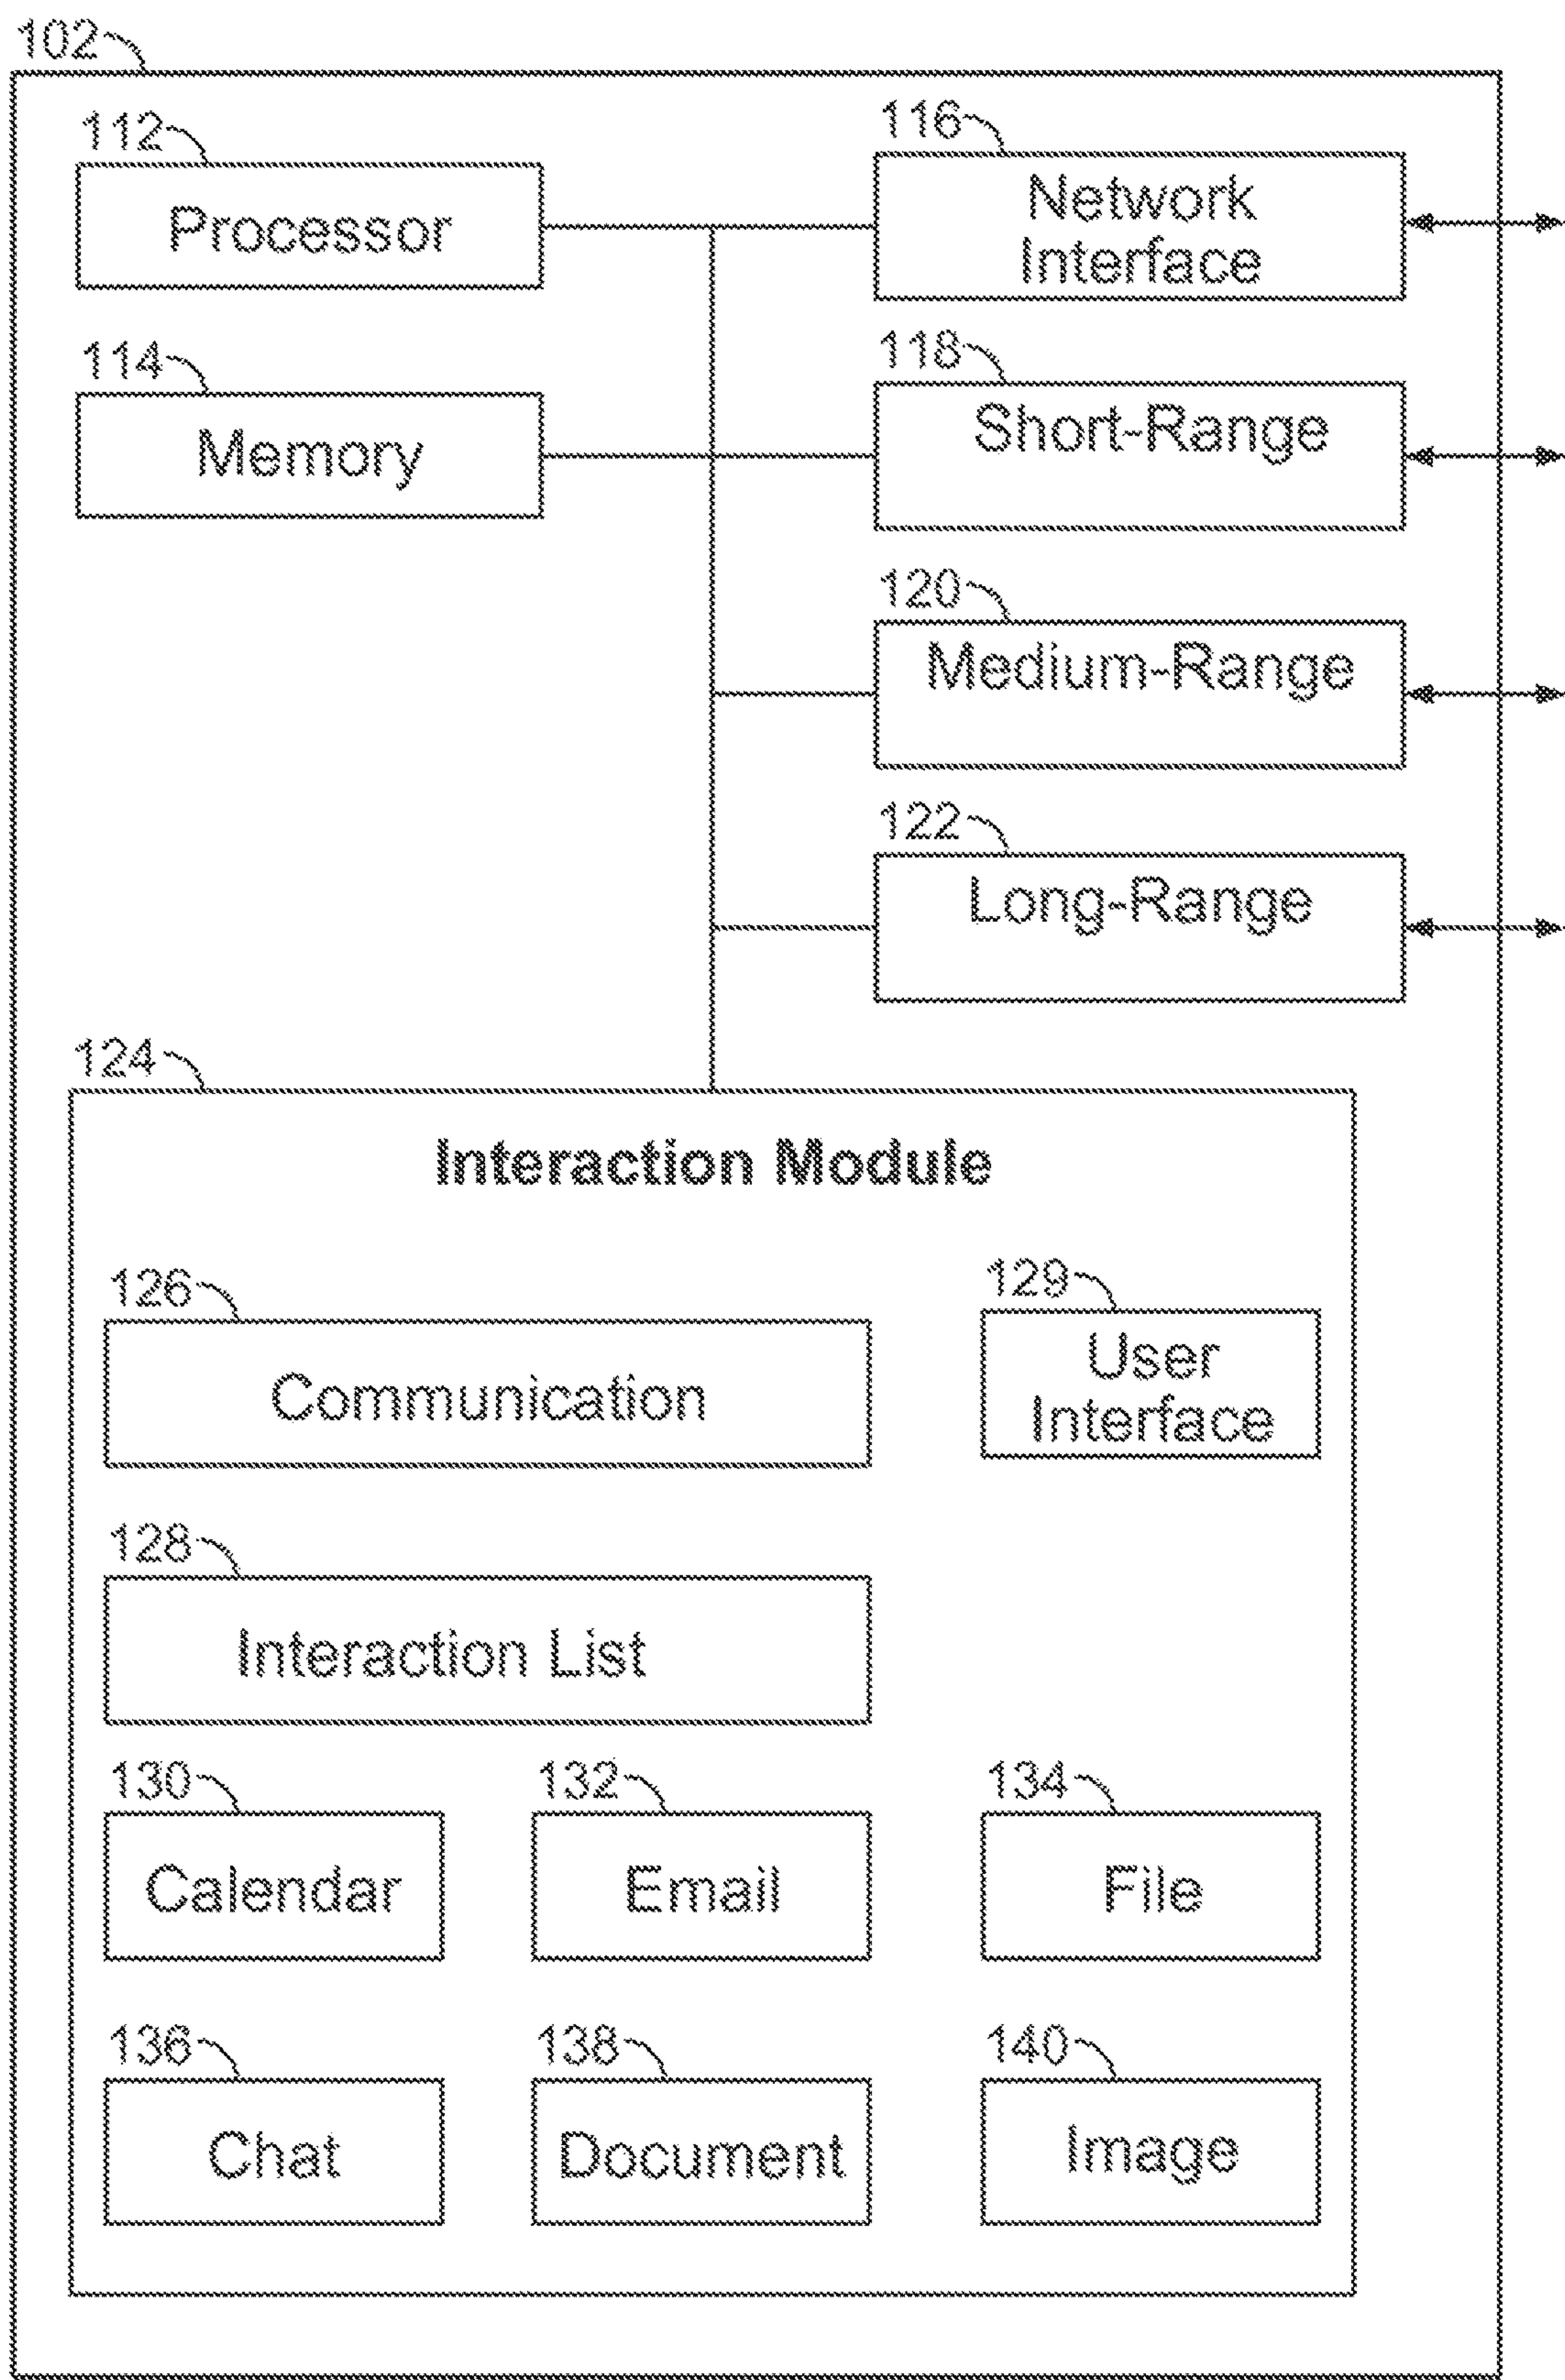 102
112
Processor
116
Network
Interface
114
Memory
118
Short-Range
120
Medium-Range
122
Long-Range
124
Interaction Module
126
Communication
129
User
Interface
128
Interaction List
130
Calendar
132
Email
134
File
136
Chat
138
Document
140
Image